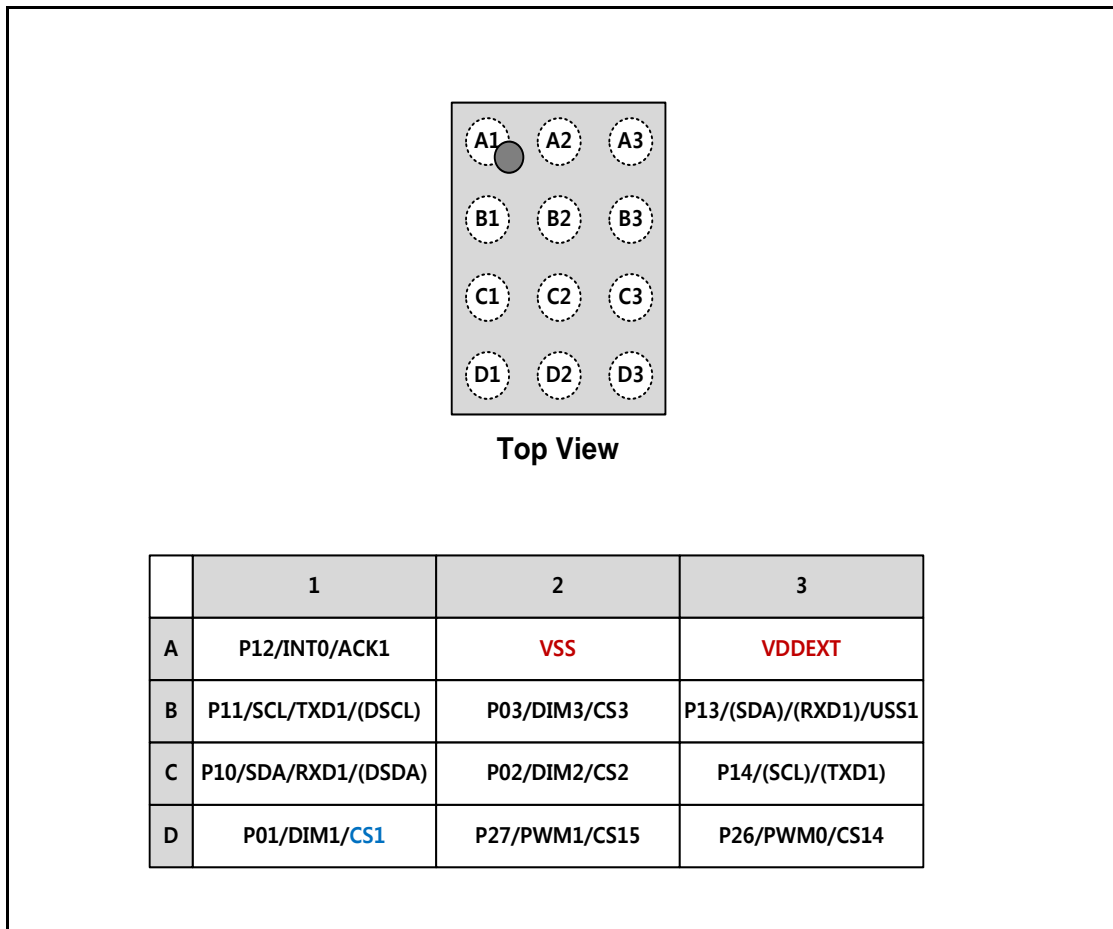 A1 A2 A3
B1 B2 B3
C1 C2 C3
D1 D2 D3
Top View
1 2 3
A P12/INT0/ACK1 VSS VDDEXT
B P11/SCL/TXD1/(DSCL) P03/DIM3/CS3 P13/(SDA)/(RXD1)/USS1
C P10/SDA/RXD1/(DSDA) P02/DIM2/CS2 P14/(SCL)/(TXD1)
D P01/DIM1/CS1 P27/PWM1/CS15 P26/PWM0/CS14